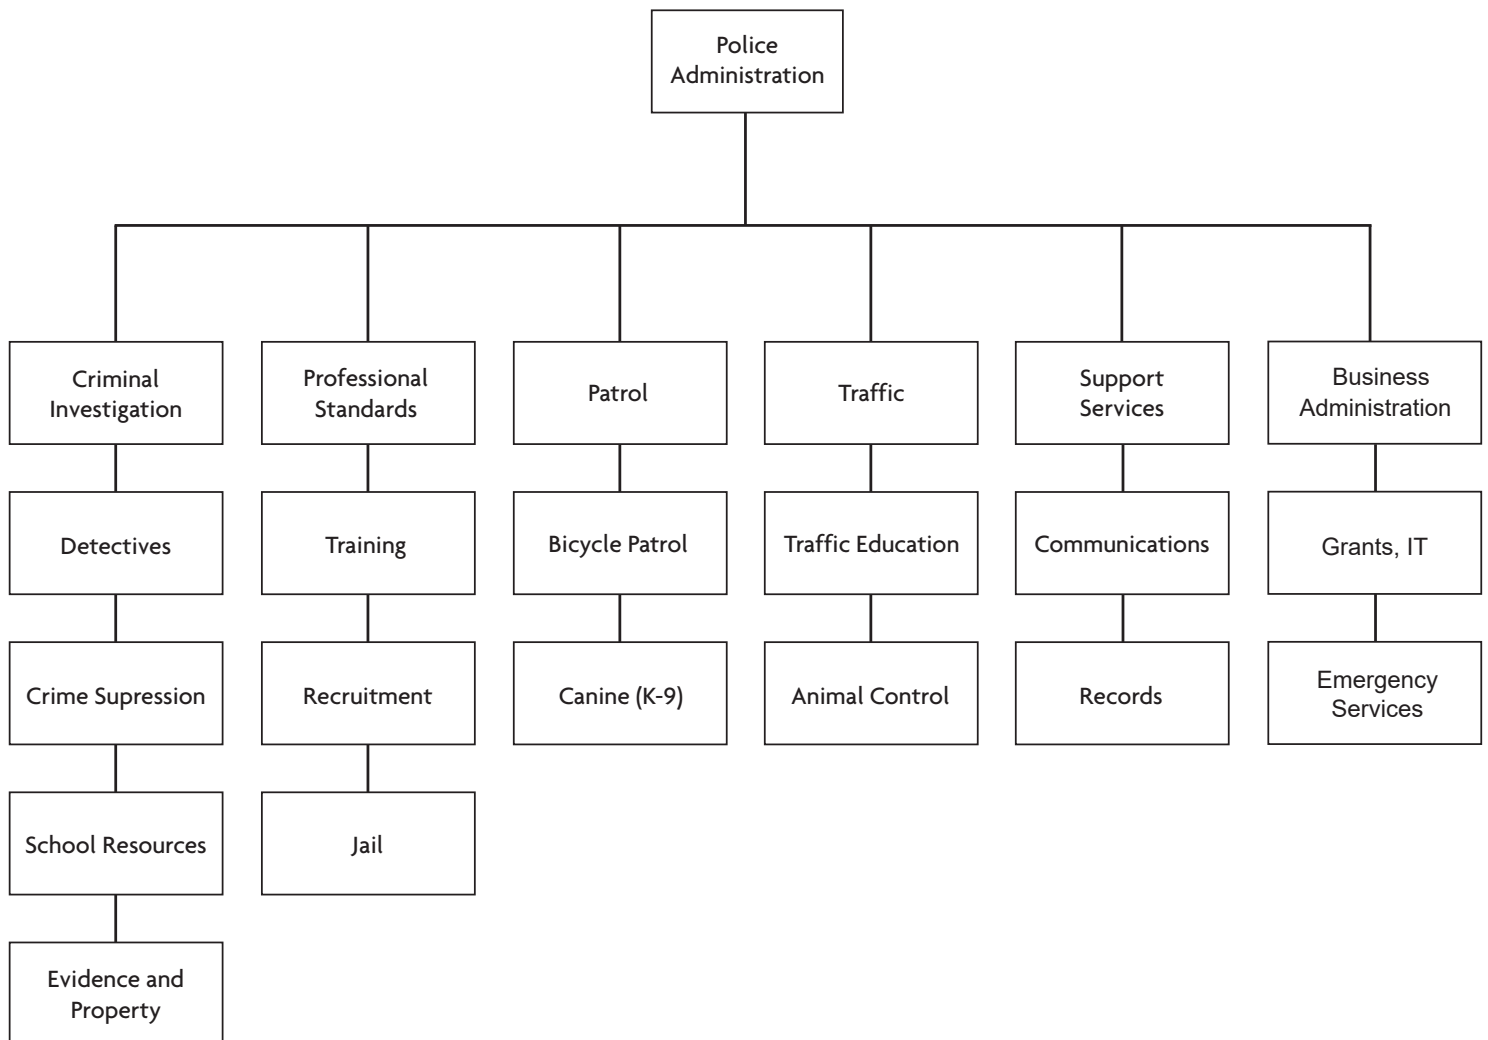 Police
Administration
Criminal
Investigation
Professional
Standards
Patrol
Traffic
Support
Services
Business
Administration
Detectives
Training
Bicycle Patrol
Traffic Education
Communications
Grants, IT
Crime Supression
Recruitment
Canine (K-9)
Animal Control
Records
Emergency
Services
School Resources
Jail
Evidence and
Property